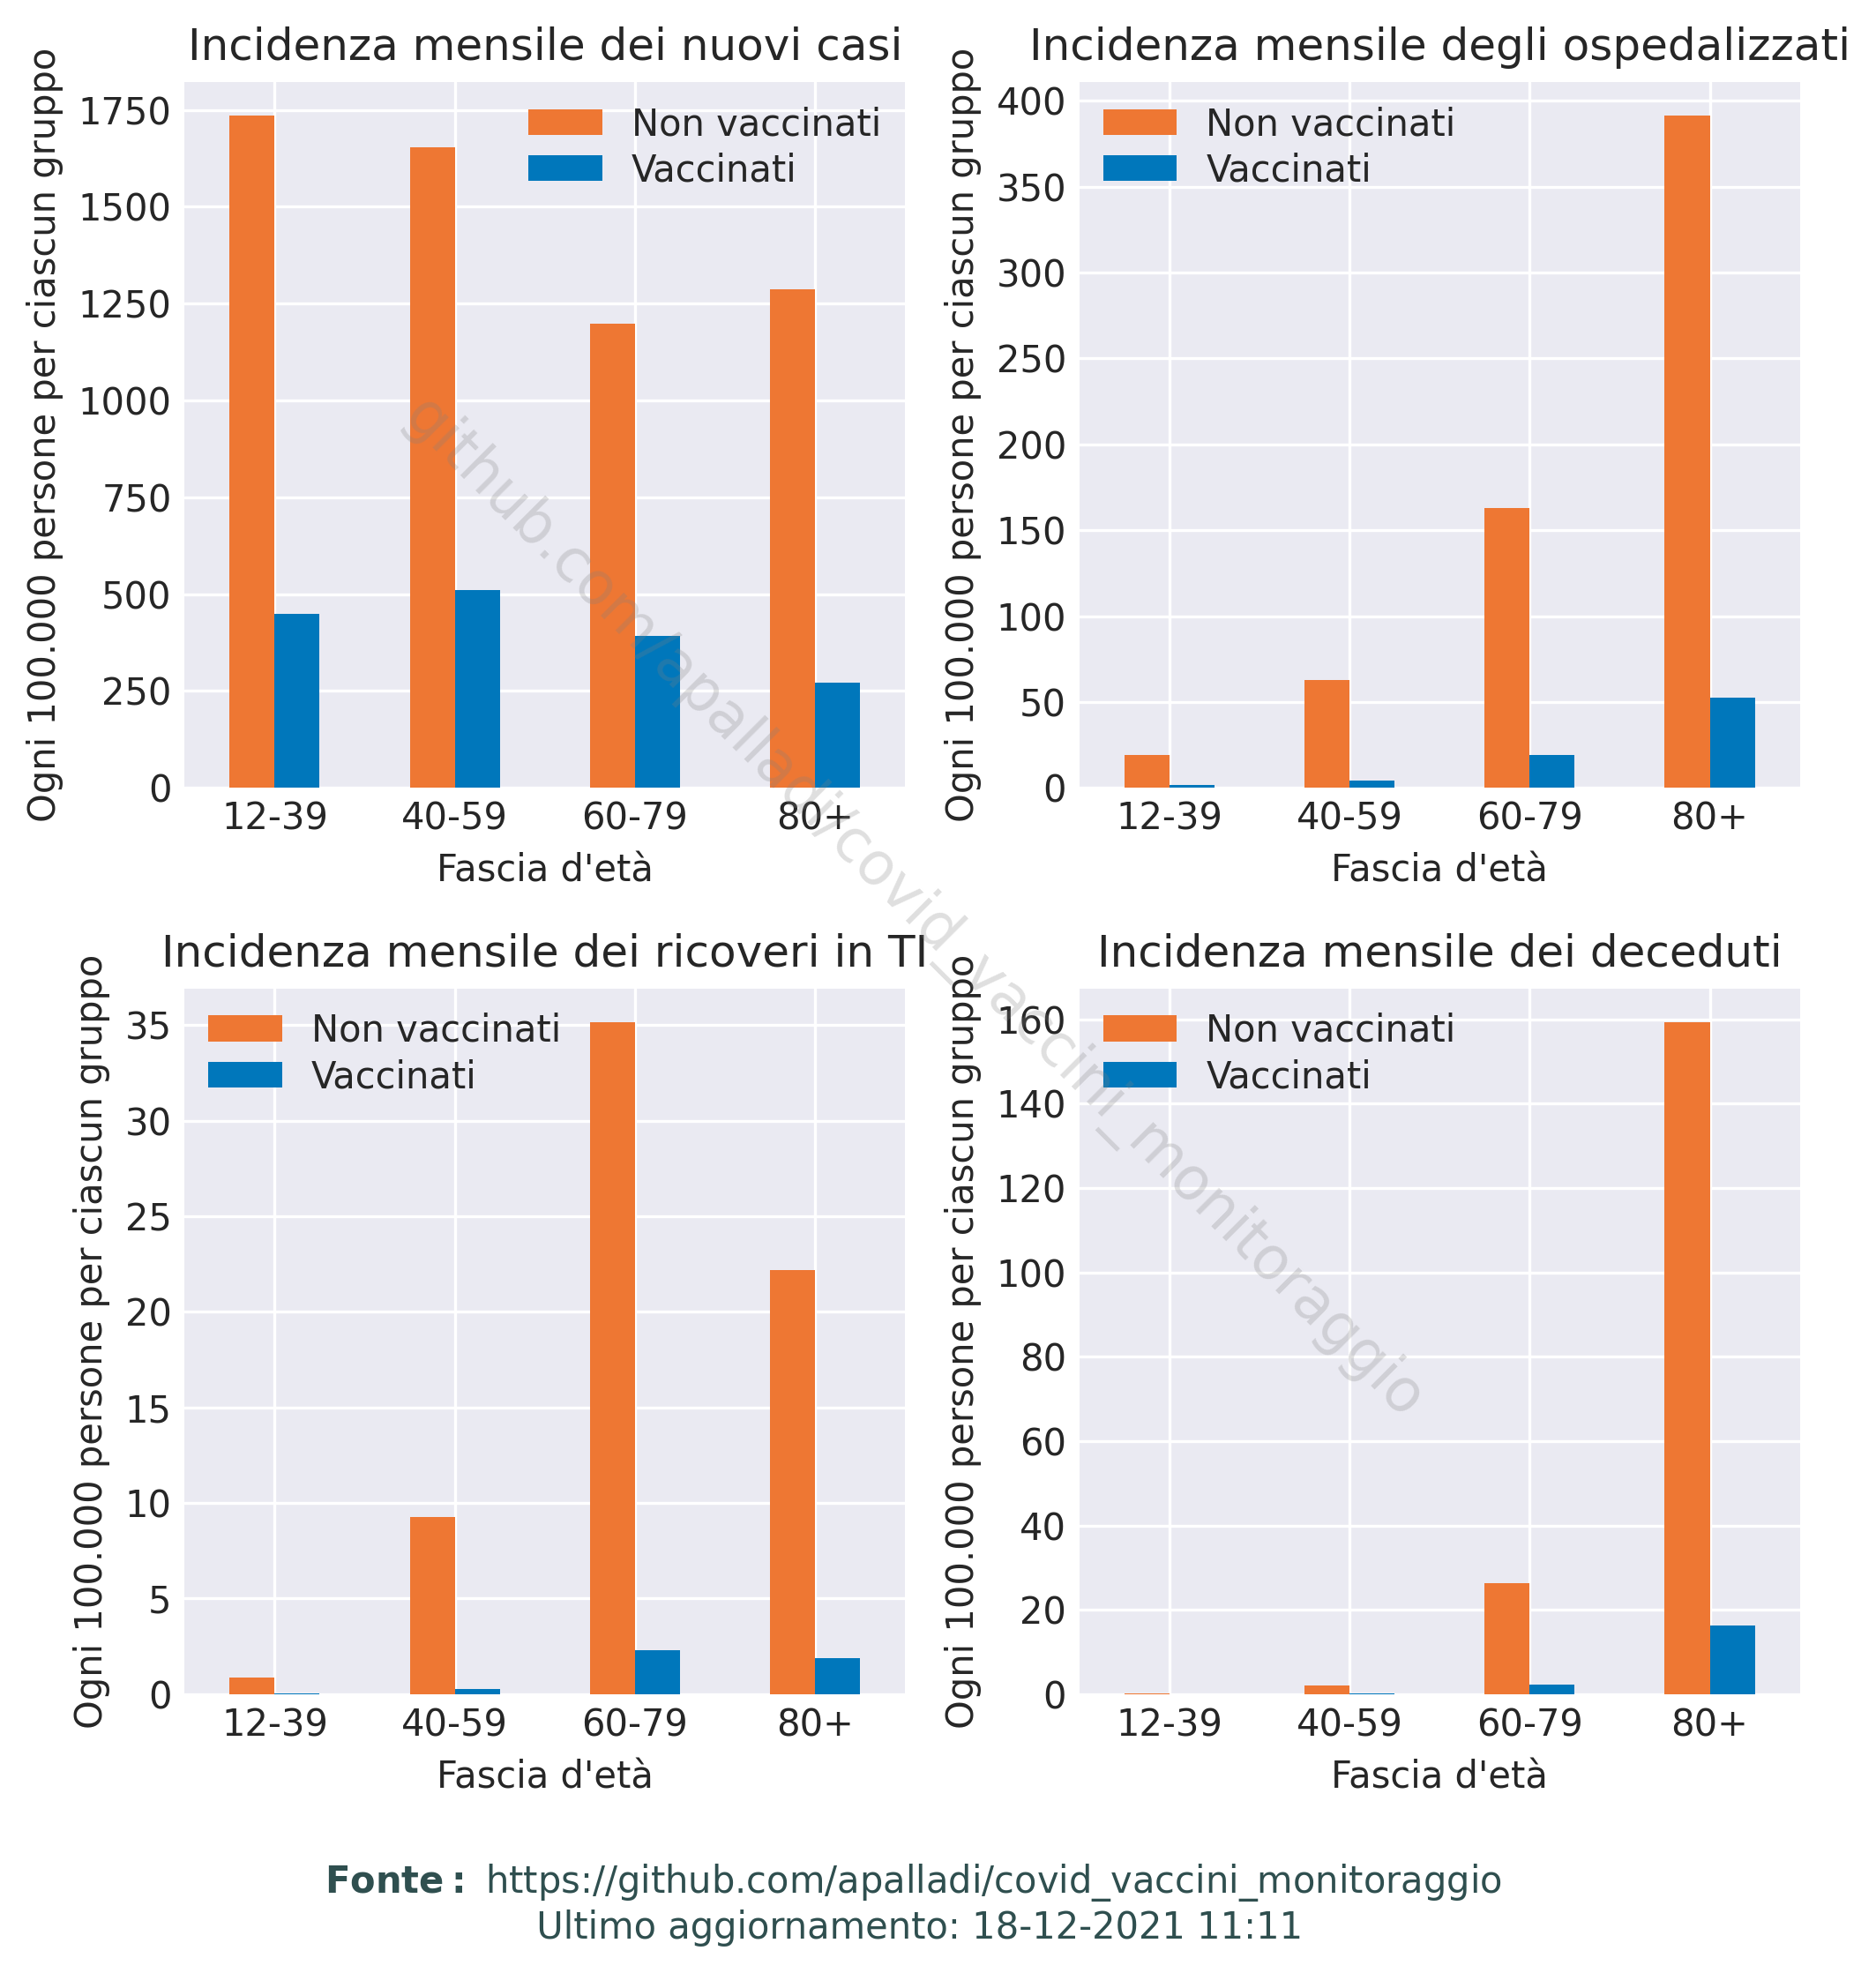 Incidenza mensile dei nuovi casi
Ogni 100.000 persone per ciascun gruppo
1750
1500
1250
1000
750
500
250
0
Non vaccinati
Vaccinati
12-39 40-59 60-79 80+
Fascia d'età
Incidenza mensile degli ospedalizzati
Ogni 100.000 persone per ciascun gruppo
400
350
300
250
200
150
100
50
0
Non vaccinati
Vaccinati
12-39 40-59 60-79 80+
Fascia d'età
Incidenza mensile dei ricoveri in TI
Ogni 100.000 persone per ciascun gruppo
35
30
25
20
15
10
5
0
Non vaccinati
Vaccinati
12-39 40-59 60-79 80+
Fascia d'età
Incidenza mensile dei deceduti
Ogni 100.000 persone per ciascun gruppo
160
140
120
100
80
60
40
20
0
Non vaccinati
Vaccinati
12-39 40-59 60-79 80+
Fascia d'età
github.com/apalladi/covid_vaccini_monitoraggio
Fonte: https://github.com/apalladi/covid_vaccini_monitoraggio
Ultimo aggiornamento: 18-12-2021 11:11